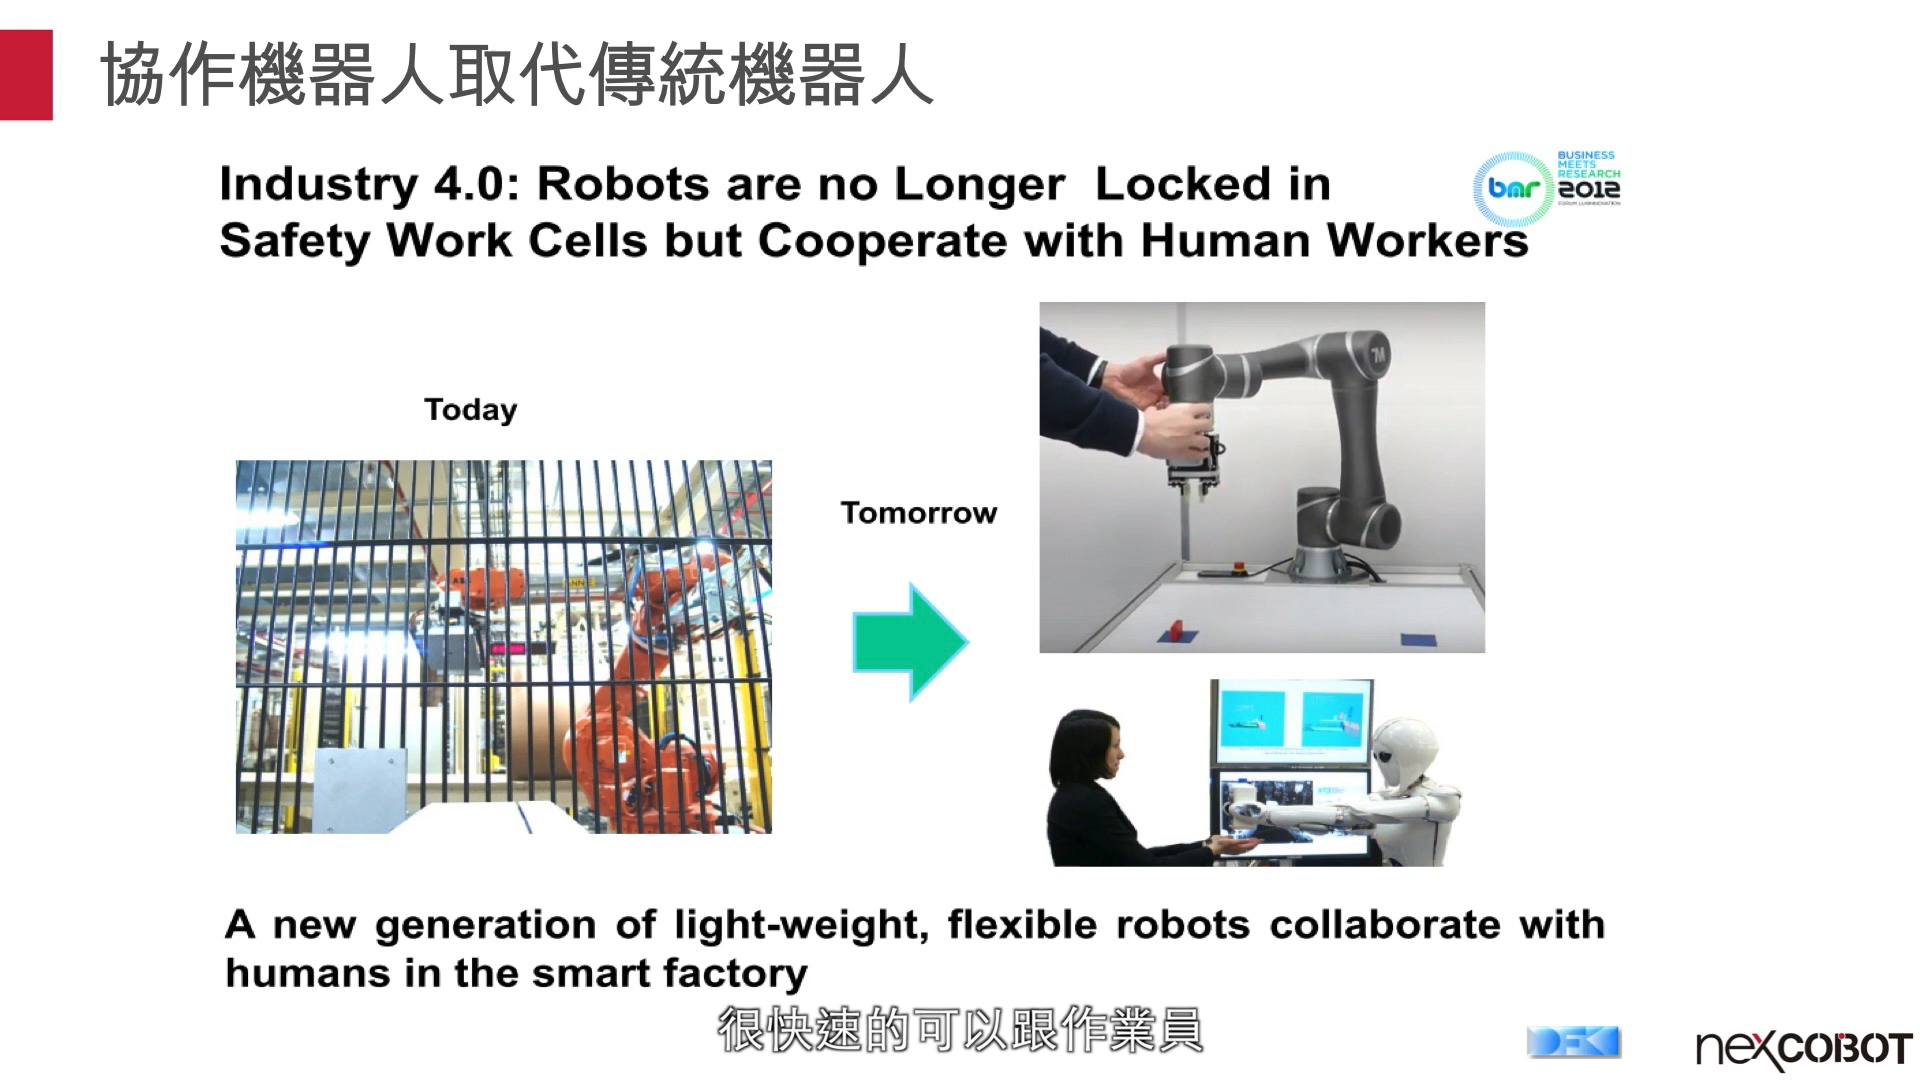 協作機器人取代傳統機器人
Industry 4.0: Robots are no Longer Locked in
Safety Work Cells but Cooperate with Human Workers
bmr
BUSINESS
MEETS
RESEARCH
2012
Today
Tomorrow
TM
ABB
A new generation of light-weight, flexible robots collaborate with
humans in the smart factory
很快速的可以跟作業員
DFKI
NEXCOBOT